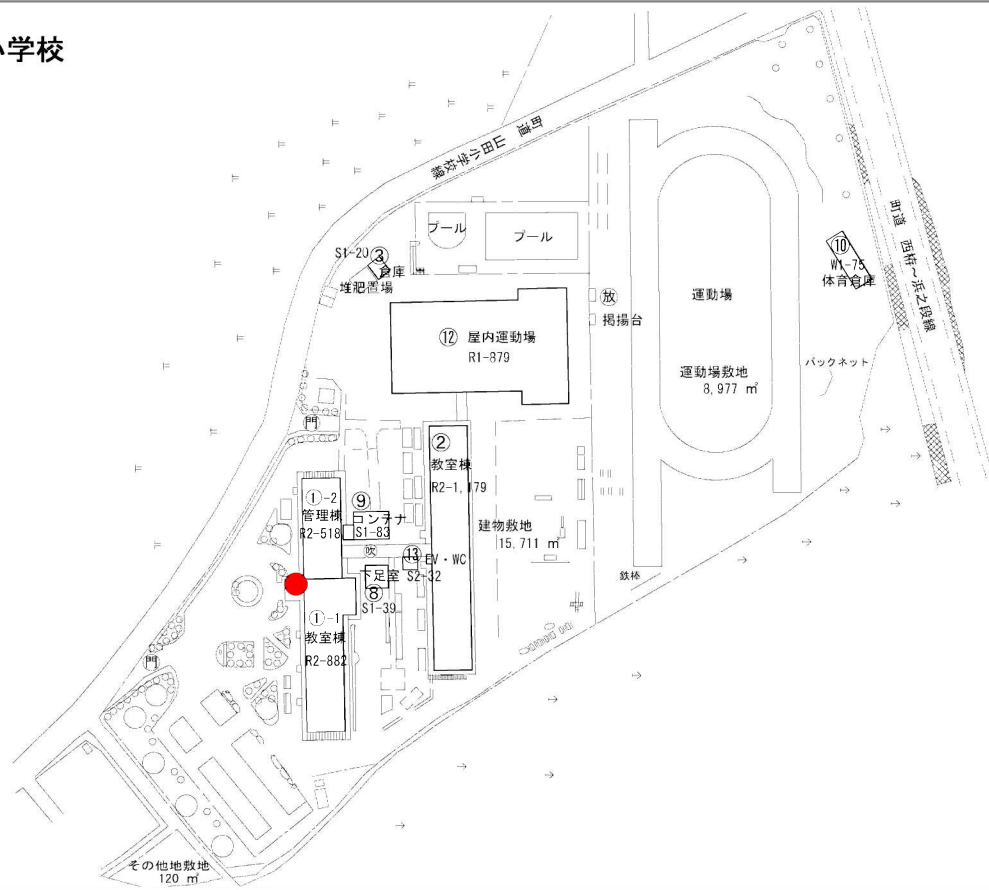 小学校
町道 山田小学校線
町道 西栫～浜之段線
プール
プール
S1-20
③
倉庫
堆肥置場
⑩
W1-75
体育倉庫
放
掲揚台
運動場
⑫ 屋内運動場
R1-879
バックネット
運動場敷地
8,977 ㎡
門
②
教室棟
R2-1,179
①-2
管理棟
R2-518
⑨
コンテナ
S1-83
建物敷地
15,711 ㎡
吹
⑬
EV・WC
S2-32
下足室
⑧
S1-39
鉄棒
①-1
教室棟
R2-882
門
その他地敷地
120 ㎡